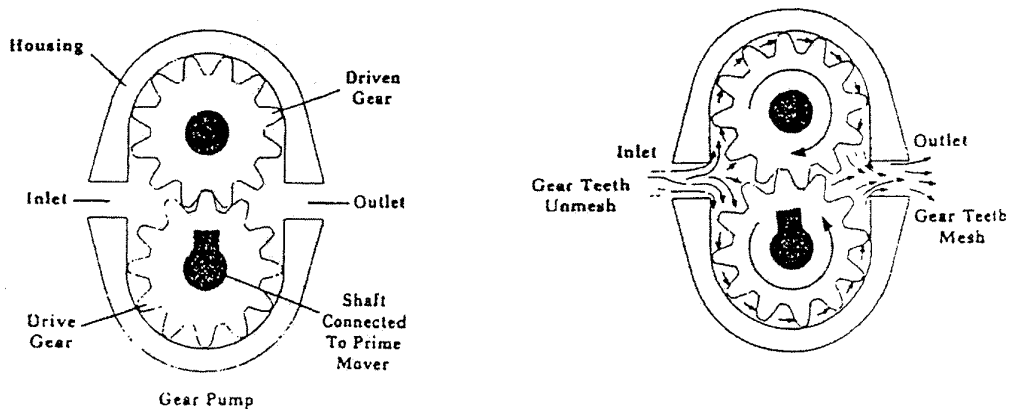 Housing
Driven
Gear
Inlet
Outlet
Drive
Gear
Shaft
Connected
To Prime
Mover
Gear Pump
Inlet
Gear Teeth
Unmesh
Outlet
Gear Teeth
Mesh